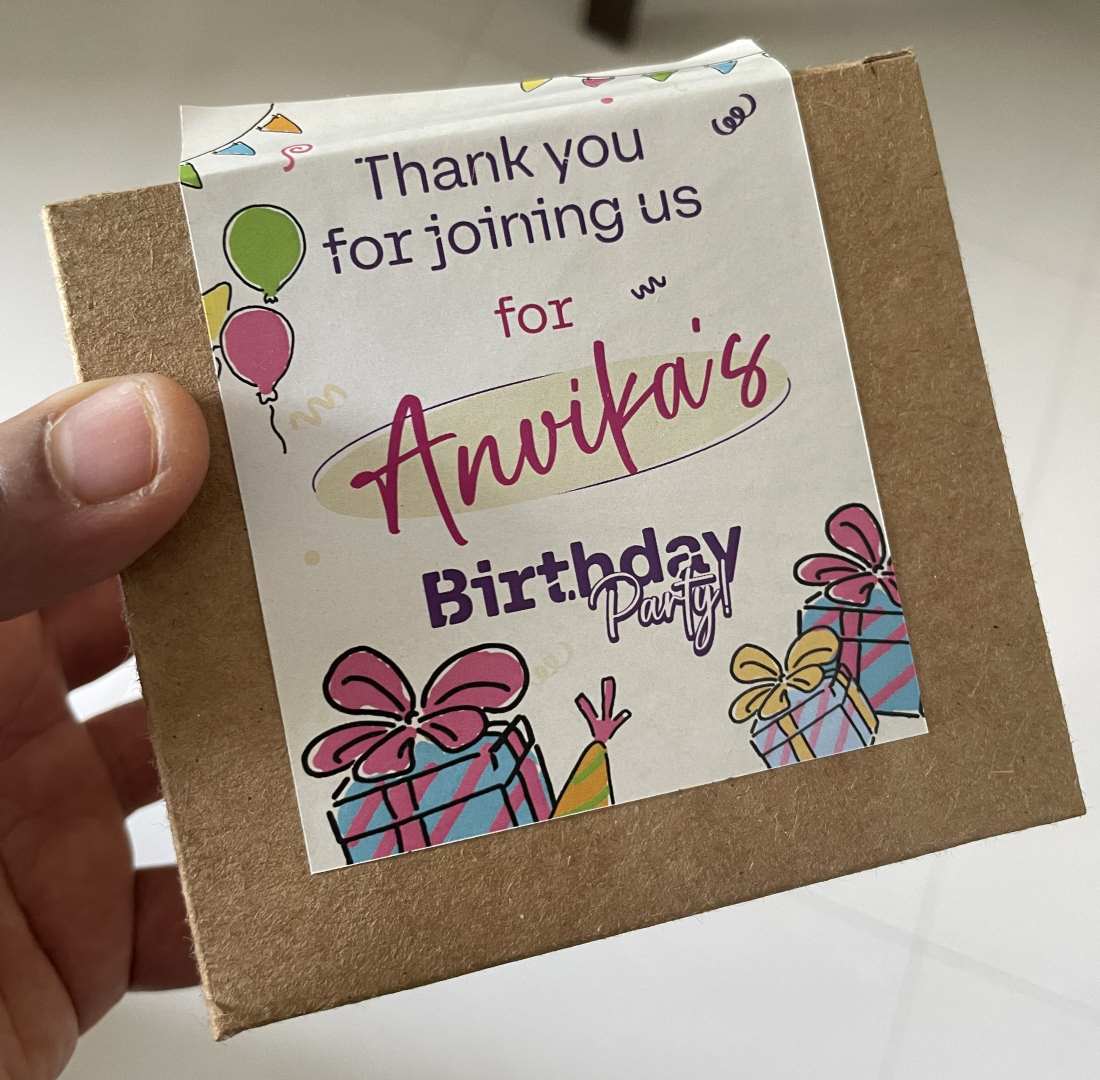 Thank you
for joining us
for
Anvika's
Birthday
Party!